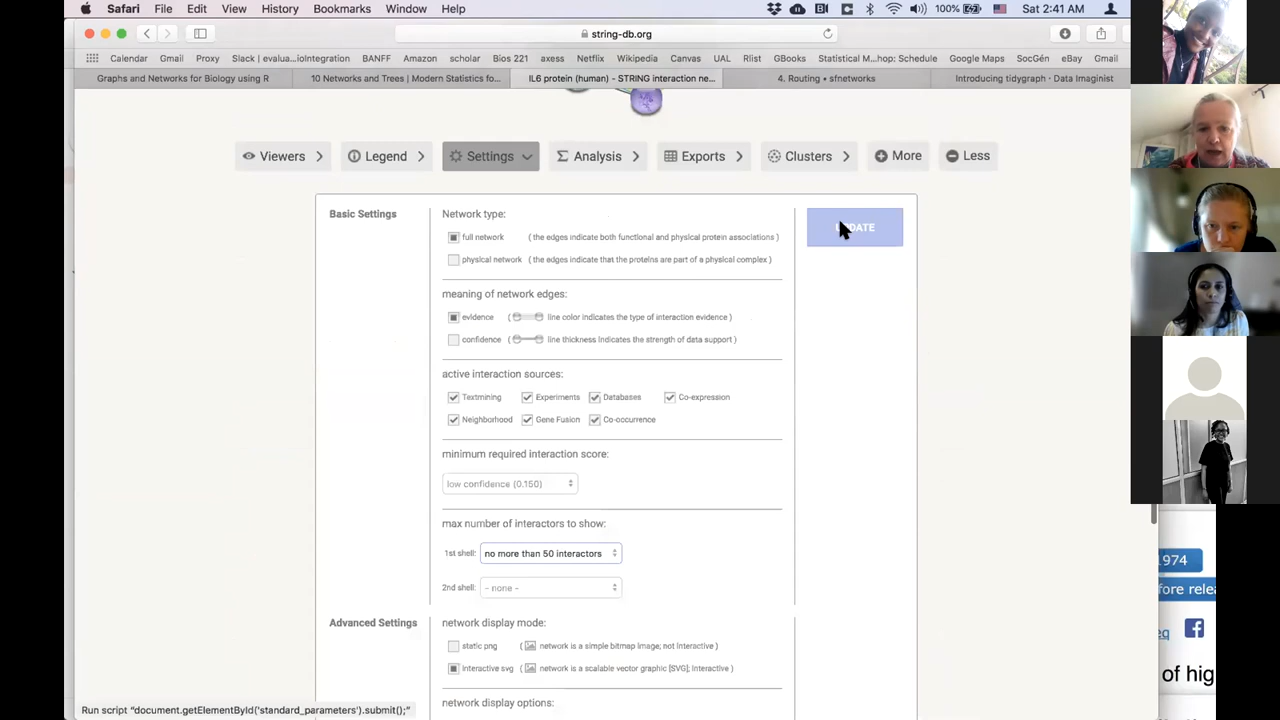 Safari File Edit View History Bookmarks Window Help 100% Sat 2:41 AM
string-db.org
Calendar Gmail Proxy Slack | evalua...oIntegration BANFF Amazon scholar Bios 221 axess Netflix Wikipedia Canvas UAL Rlist GBooks Statistical M...hop: Schedule Google Maps SocGén eBay Gmail
Graphs and Networks for Biology using R 10 Networks and Trees | Modern Statistics fo... IL6 protein (human) - STRING interaction ne... 4. Routing • sfnetworks Introducing tidygraph - Data Imaginist
Viewers Legend Settings Analysis Exports Clusters More Less
Basic Settings Network type: UPDATE
full network ( the edges indicate both functional and physical protein associations )
physical network ( the edges indicate that the proteins are part of a physical complex )
meaning of network edges:
evidence ( line color indicates the type of interaction evidence )
confidence ( line thickness indicates the strength of data support )
active interaction sources:
Textmining Experiments Databases Co-expression
Neighborhood Gene Fusion Co-occurrence
minimum required interaction score:
low confidence (0.150)
max number of interactors to show:
1st shell: no more than 50 interactors
1974
2nd shell: - none -
fore relea
Advanced Settings network display mode:
eq
static png ( network is a simple bitmap image; not interactive )
interactive svg ( network is a scalable vector graphic [SVG]; interactive )
of hig
network display options:
Run script “document.getElementById('standard_parameters').submit();”